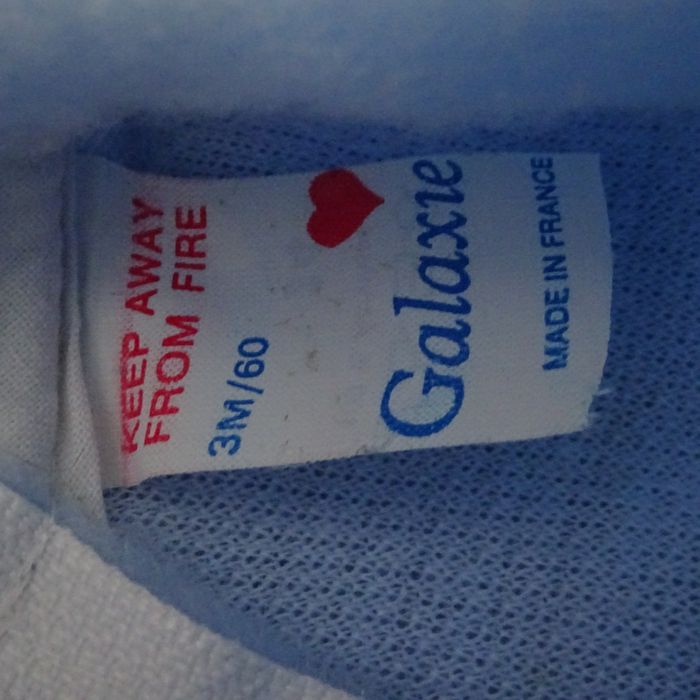 KEEP AWAY
FROM FIRE
3M/60
Galaxie
MADE IN FRANCE